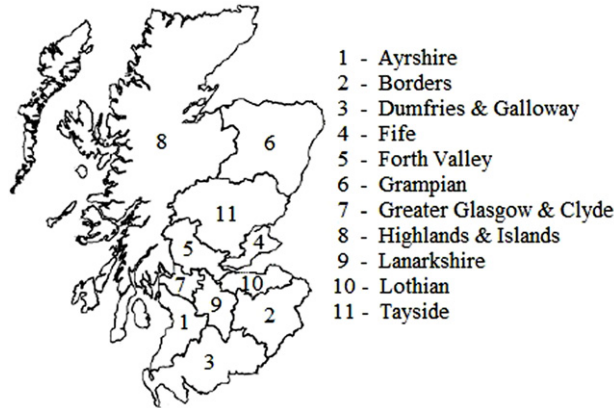 1 - Ayrshire
2 - Borders
3 - Dumfries & Galloway
4 - Fife
5 - Forth Valley
6 - Grampian
7 - Greater Glasgow & Clyde
8 - Highlands & Islands
9 - Lanarkshire
10 - Lothian
11 - Tayside
8
6
11
4
5
10
7
9
2
1
3